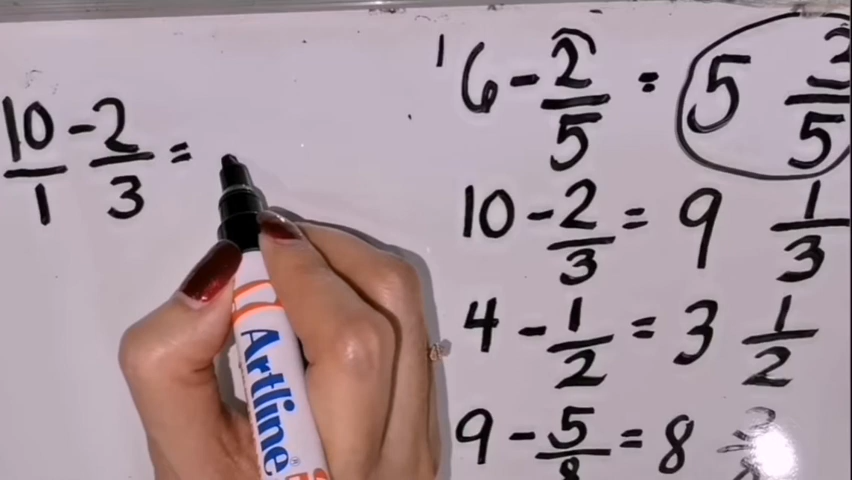 10/1 - 2/3 =
1 6 - 2/5 = 5 3/5
10 - 2/3 = 9 1/3
4 - 1/2 = 3 1/2
9 - 5/8 = 8
Artline®